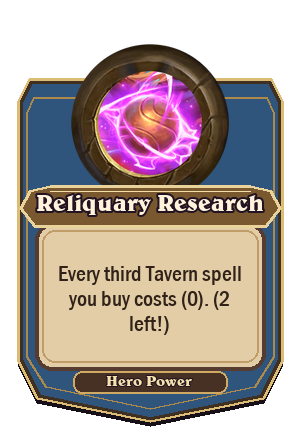 Reliquary Research
Every third Tavern spell
you buy costs (0). (2
left!)
Hero Power